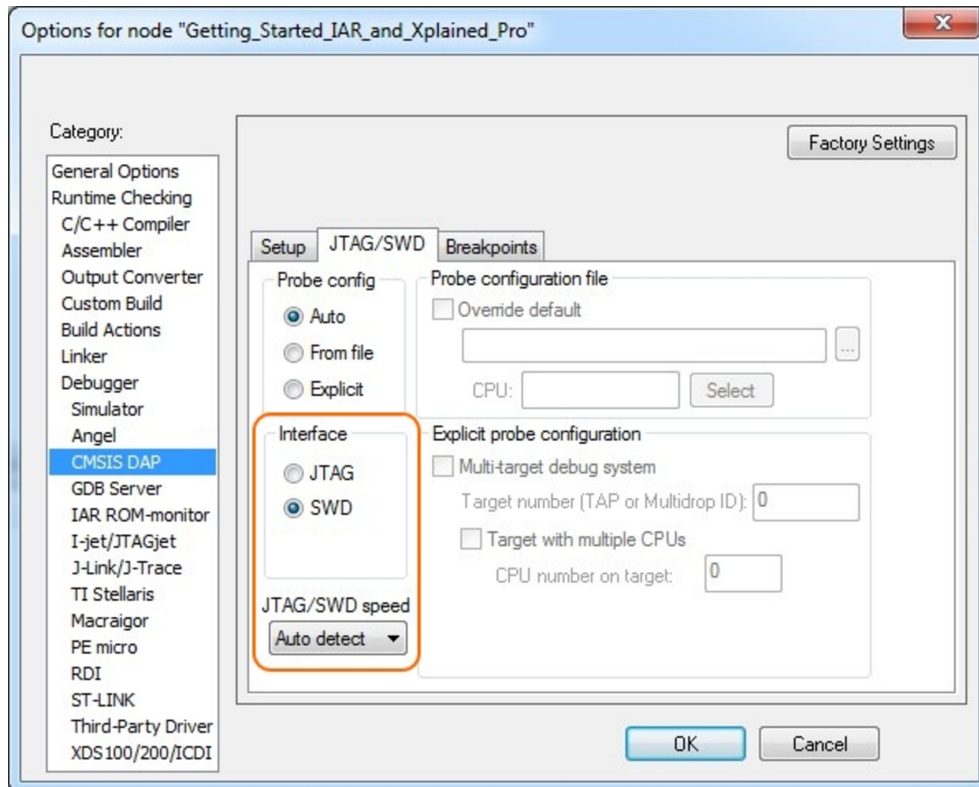 Options for node "Getting_Started_IAR_and_Xplained_Pro"
Category:
General Options
Runtime Checking
C/C++ Compiler
Assembler
Output Converter
Custom Build
Build Actions
Linker
Debugger
Simulator
Angel
CMSIS DAP
GDB Server
IAR ROM-monitor
I-jet/JTAGjet
J-Link/J-Trace
TI Stellaris
Macraigor
PE micro
RDI
ST-LINK
Third-Party Driver
XDS100/200/ICDI
Factory Settings
Setup JTAG/SWD Breakpoints
Probe config
Auto
From file
Explicit
Probe configuration file
Override default
...
CPU: Select
Interface
JTAG
SWD
JTAG/SWD speed
Auto detect
Explicit probe configuration
Multi-target debug system
Target number (TAP or Multidrop ID): 0
Target with multiple CPUs
CPU number on target: 0
OK Cancel